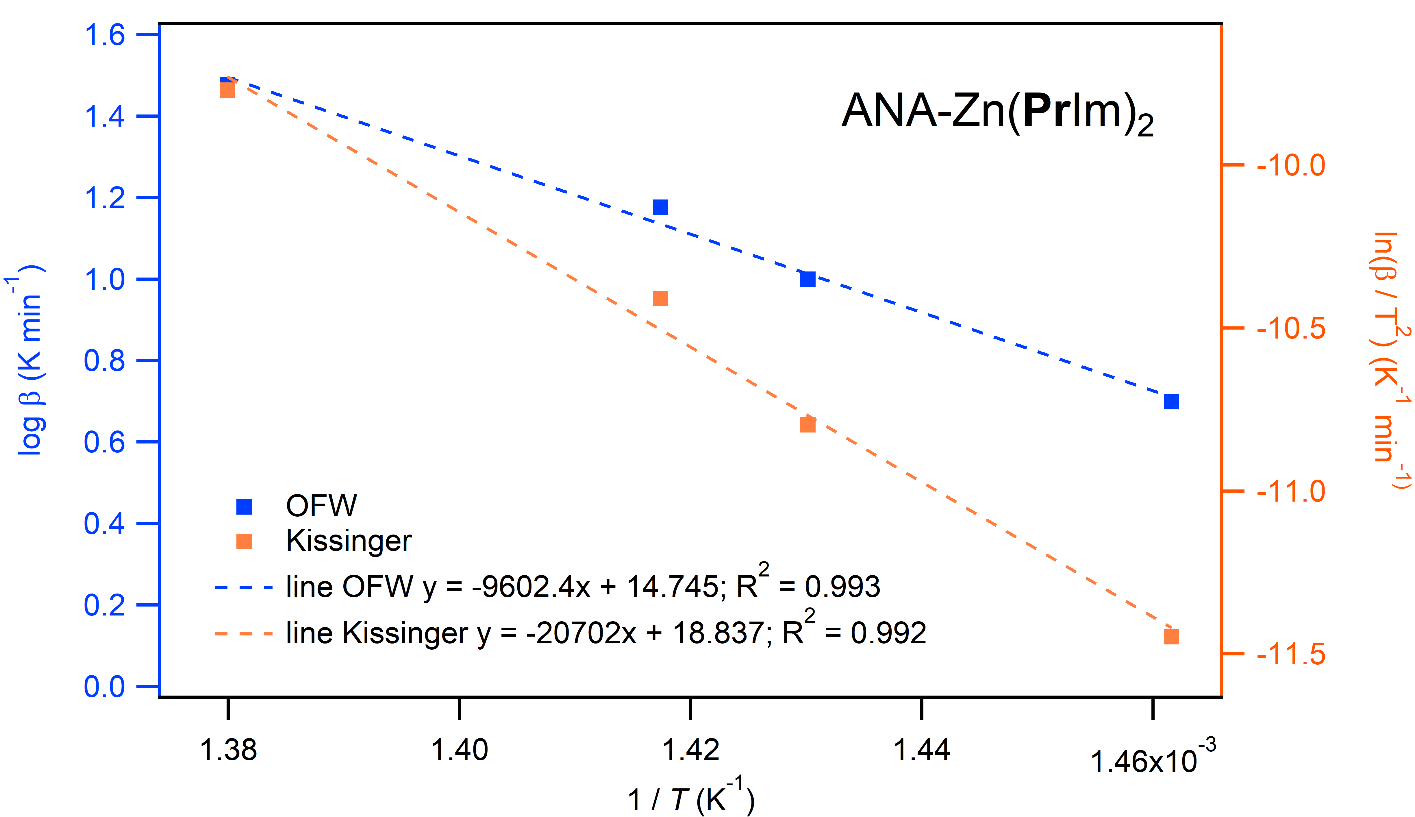 ANA-Zn(PrIm)2
1.6
1.4
1.2
1.0
0.8
0.6
0.4
0.2
0.0
log β (K min-1)
-10.0
-10.5
-11.0
-11.5
ln(β / T2) (K-1 min-1)
OFW
Kissinger
line OFW y = -9602.4x + 14.745; R2 = 0.993
line Kissinger y = -20702x + 18.837; R2 = 0.992
1.38
1.40
1.42
1.44
1.46x10-3
1 / T (K-1)